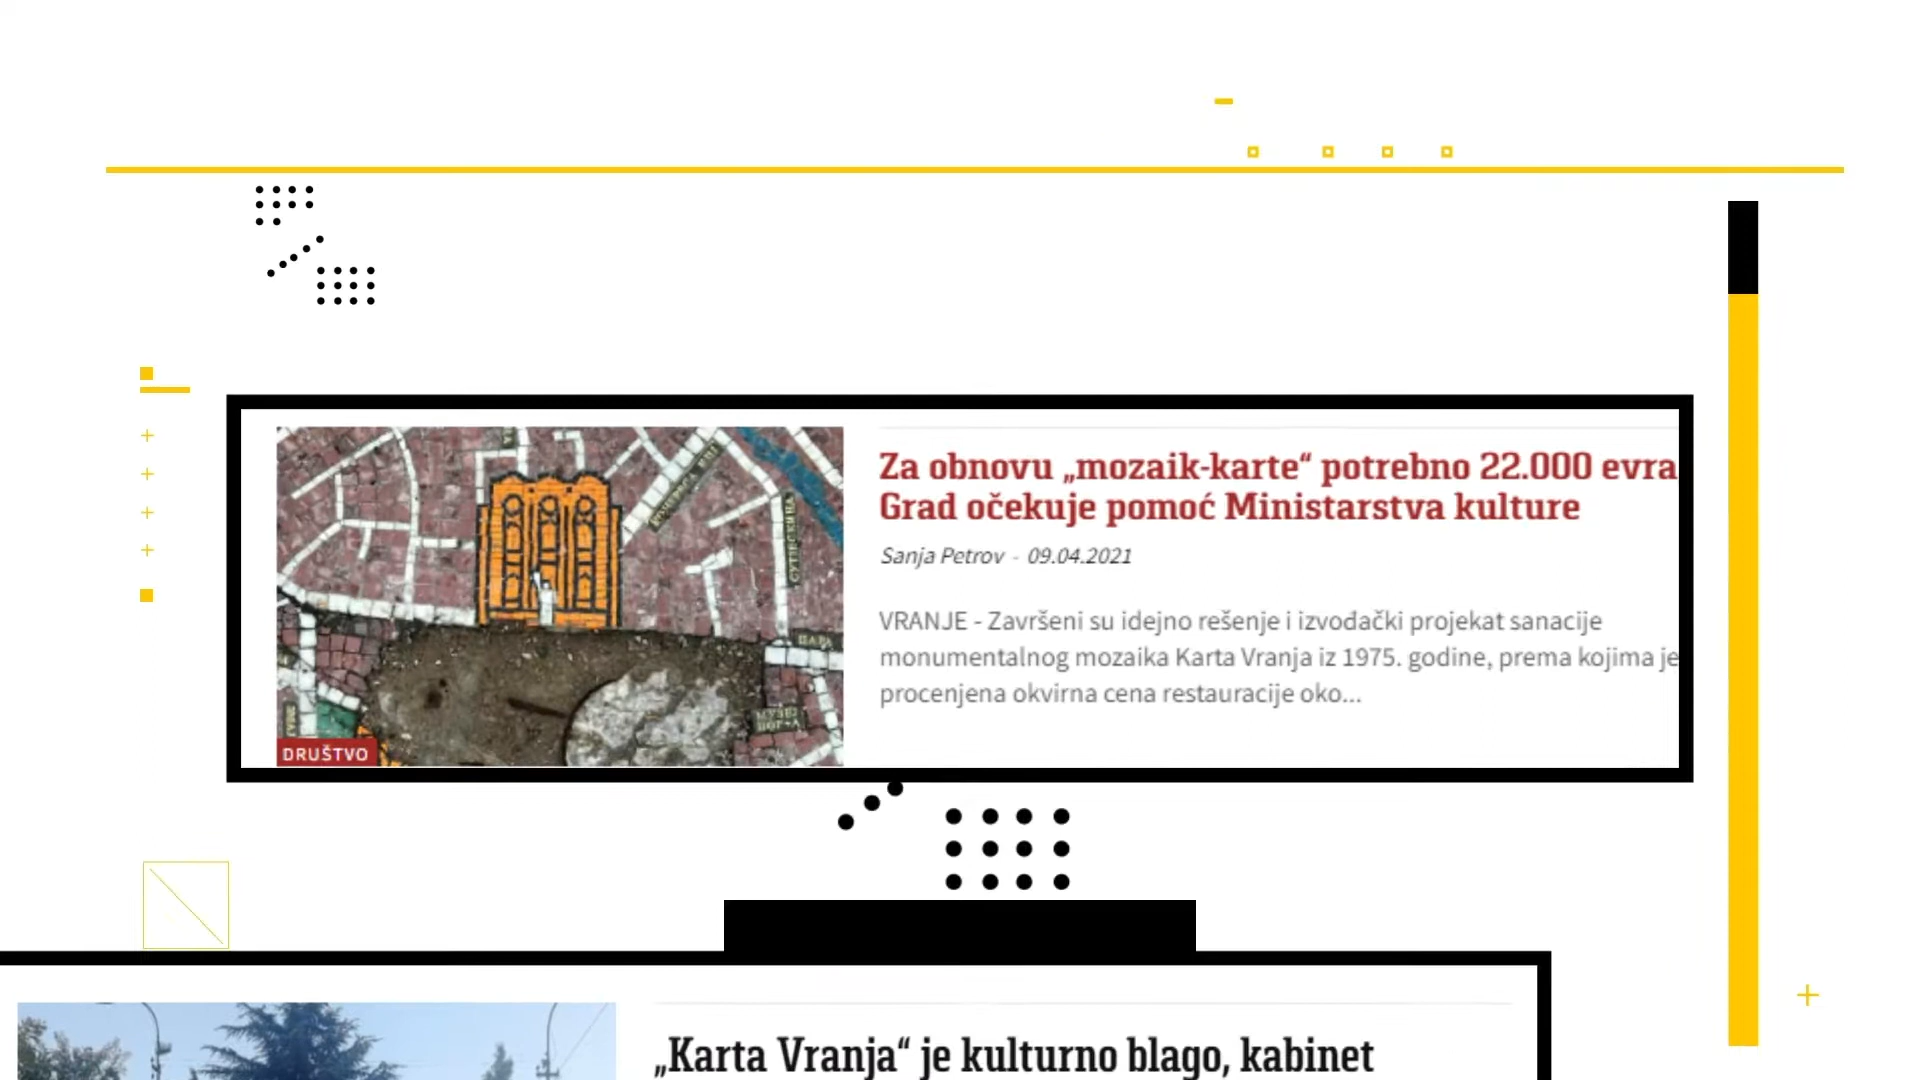 Za obnovu „mozaik-karte“ potrebno 22.000 evra
Grad očekuje pomoć Ministarstva kulture
Sanja Petrov - 09.04.2021
VRANJE - Završeni su idejno rešenje i izvođački projekat sanacije
monumentalnog mozaika Karta Vranja iz 1975. godine, prema kojima je
procenjena okvirna cena restauracije oko...
DRUŠTVO
„Karta Vranja“ je kulturno blago, kabinet